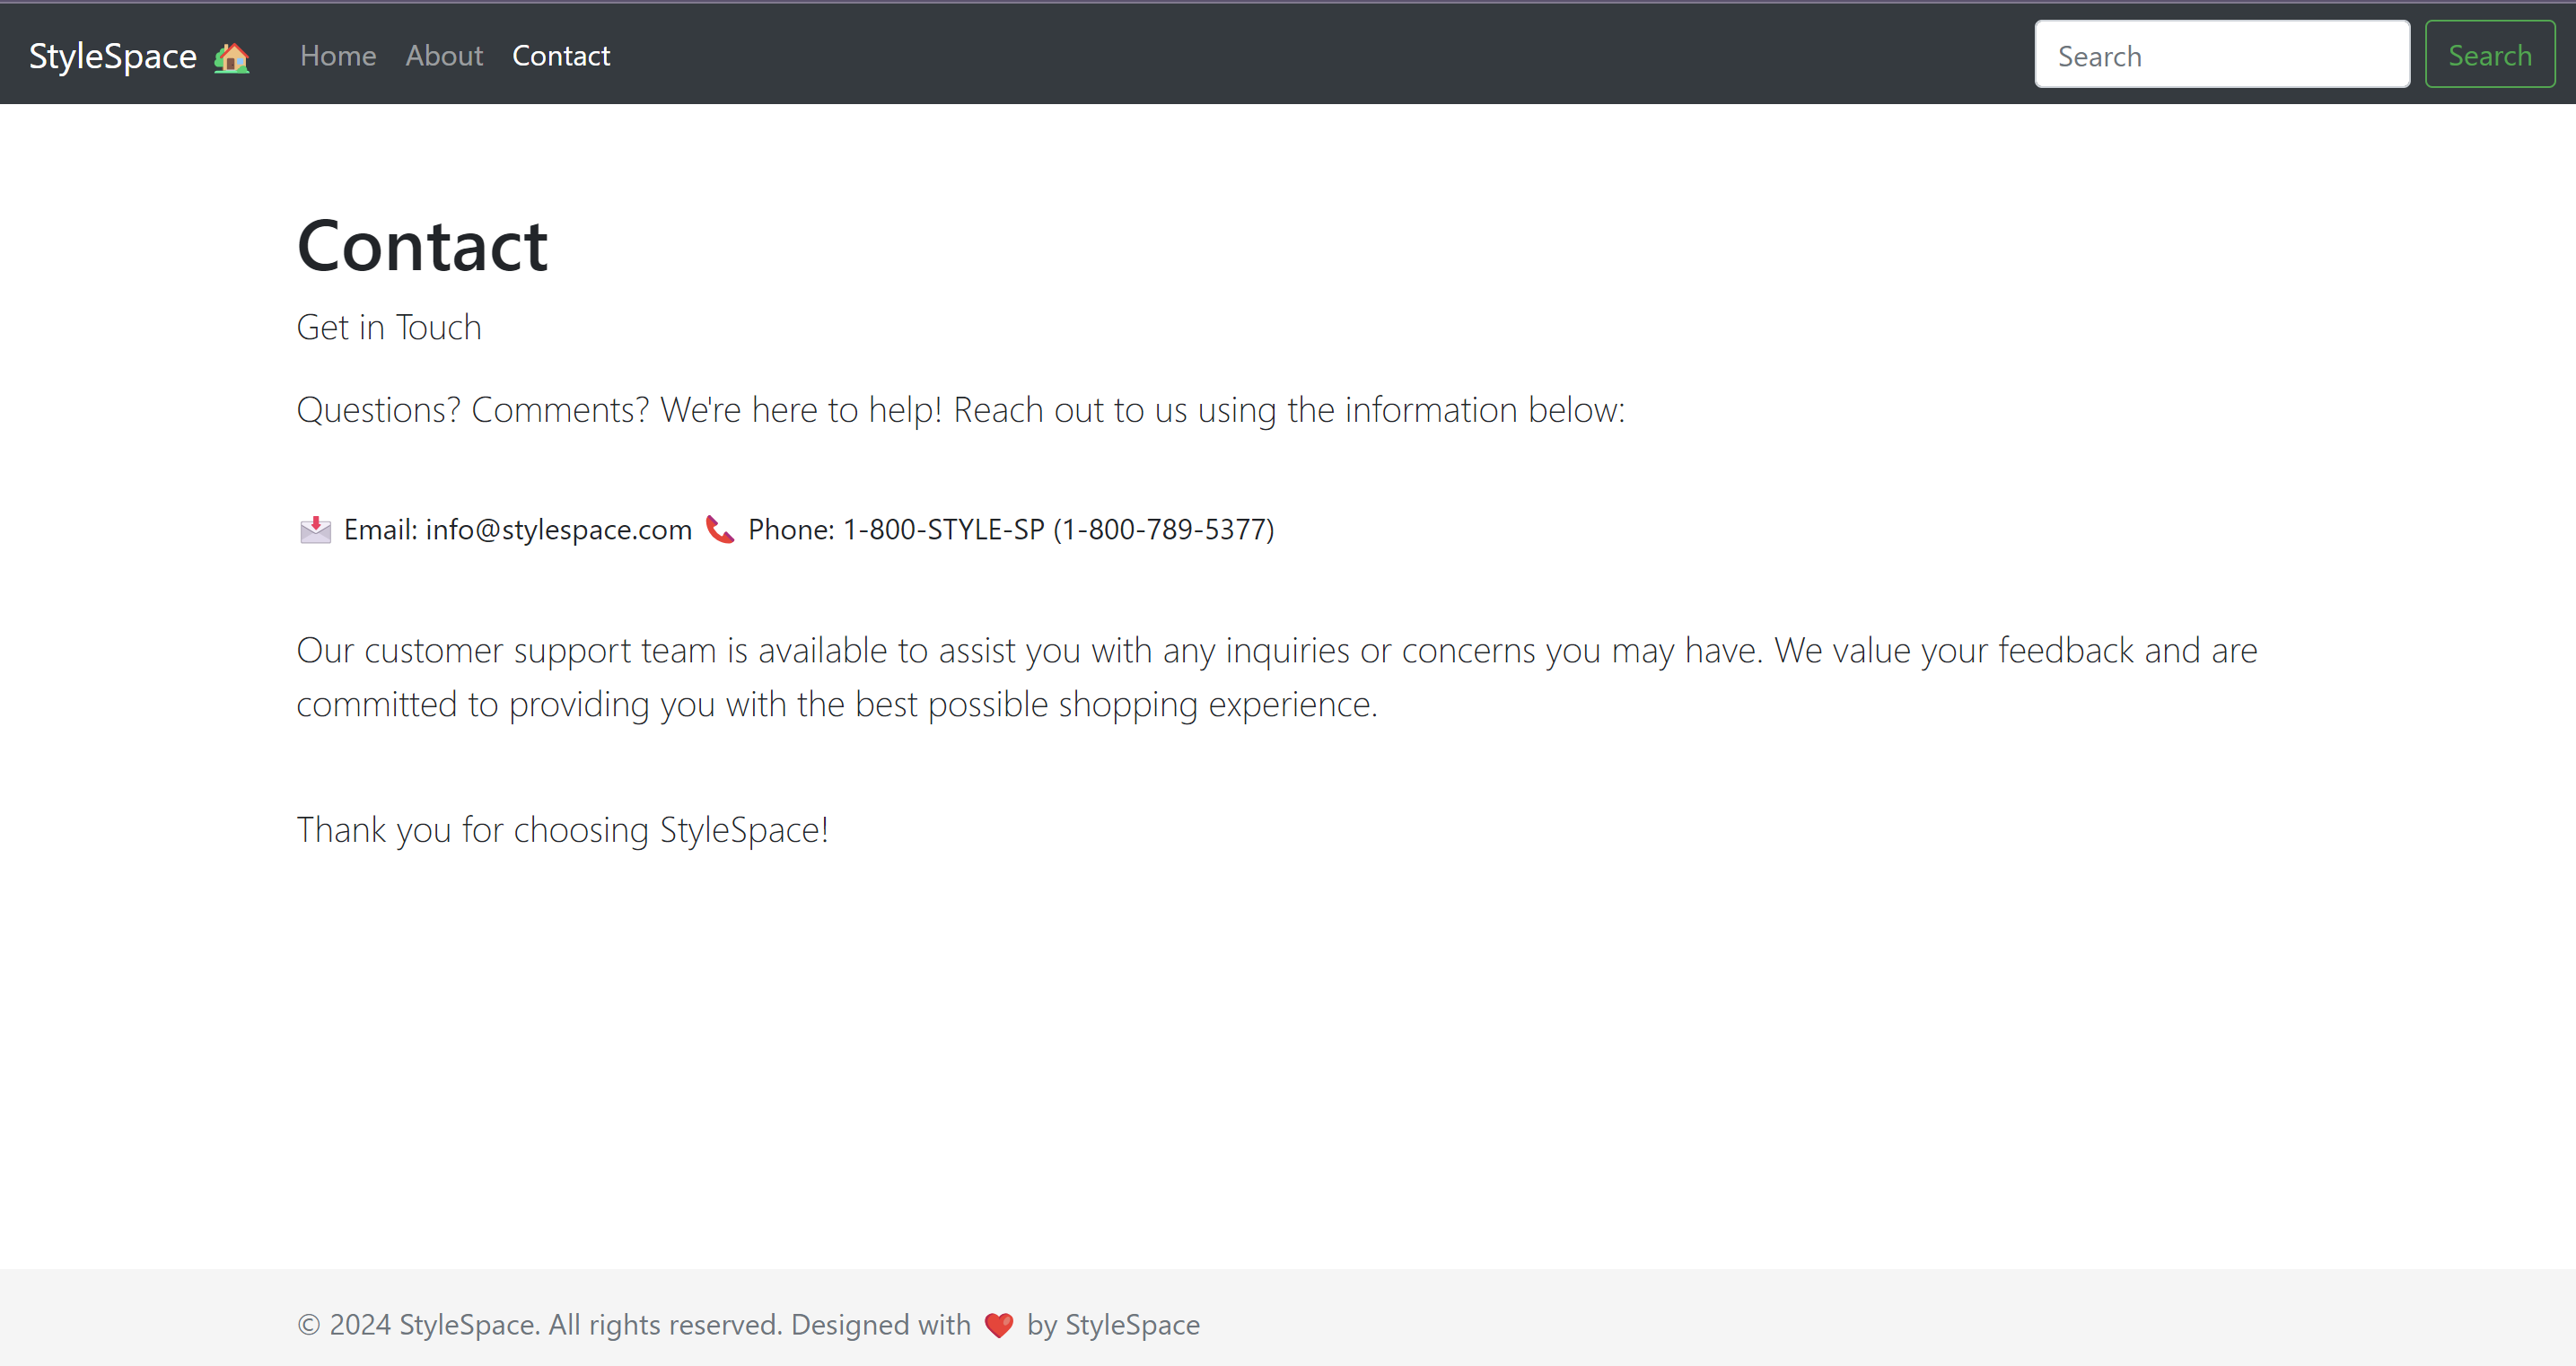 StyleSpace 🏡 Home About Contact Search Search
Contact
Get in Touch
Questions? Comments? We're here to help! Reach out to us using the information below:
📩 Email: info@stylespace.com 📞 Phone: 1-800-STYLE-SP (1-800-789-5377)
Our customer support team is available to assist you with any inquiries or concerns you may have. We value your feedback and are
committed to providing you with the best possible shopping experience.
Thank you for choosing StyleSpace!
© 2024 StyleSpace. All rights reserved. Designed with ❤️ by StyleSpace